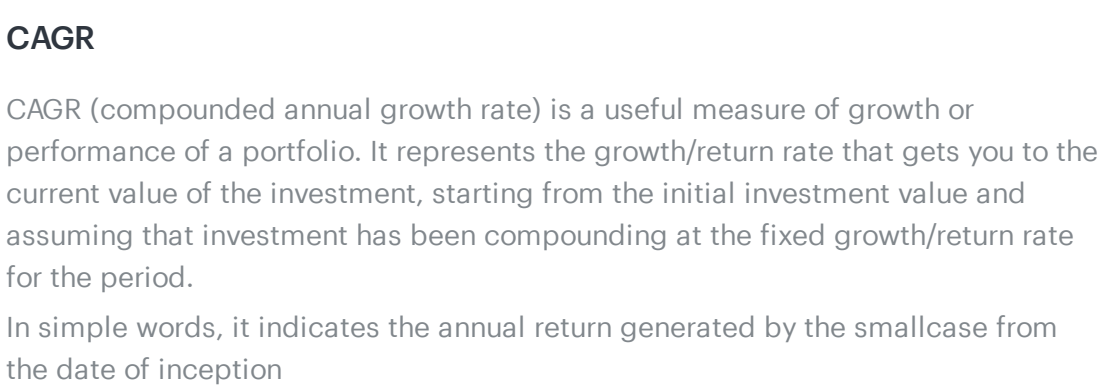 CAGR
CAGR (compounded annual growth rate) is a useful measure of growth or
performance of a portfolio. It represents the growth/return rate that gets you to the
current value of the investment, starting from the initial investment value and
assuming that investment has been compounding at the fixed growth/return rate
for the period.
In simple words, it indicates the annual return generated by the smallcase from
the date of inception